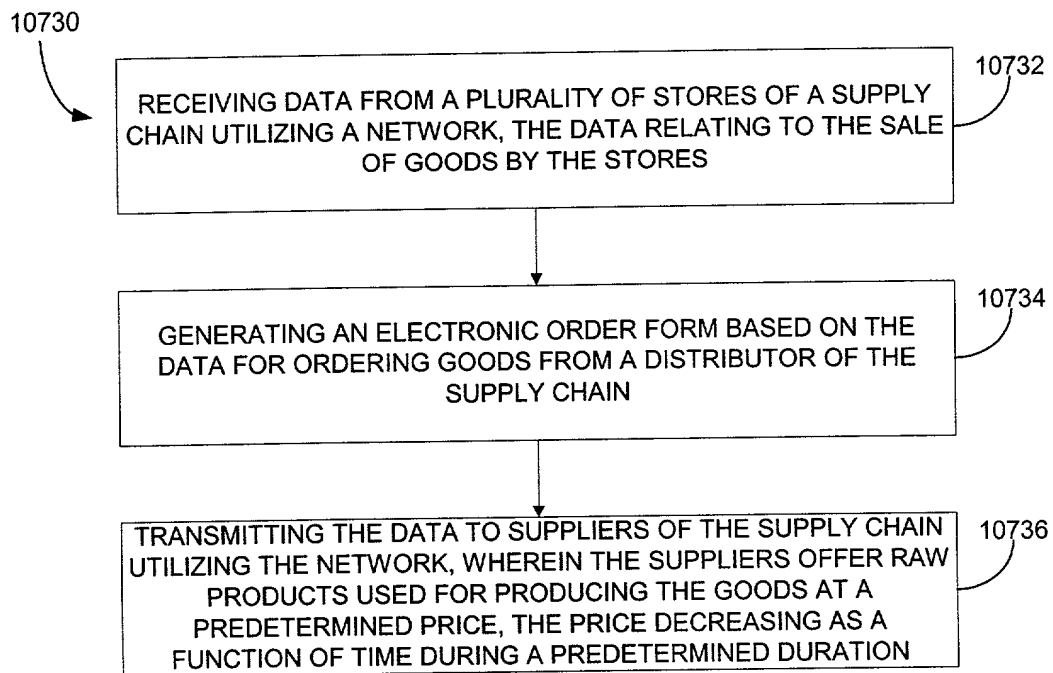 10730
10732
RECEIVING DATA FROM A PLURALITY OF STORES OF A SUPPLY
CHAIN UTILIZING A NETWORK, THE DATA RELATING TO THE SALE
OF GOODS BY THE STORES
10734
GENERATING AN ELECTRONIC ORDER FORM BASED ON THE
DATA FOR ORDERING GOODS FROM A DISTRIBUTOR OF THE
SUPPLY CHAIN
10736
TRANSMITTING THE DATA TO SUPPLIERS OF THE SUPPLY CHAIN
UTILIZING THE NETWORK, WHEREIN THE SUPPLIERS OFFER RAW
PRODUCTS USED FOR PRODUCING THE GOODS AT A
PREDETERMINED PRICE, THE PRICE DECREASING AS A
FUNCTION OF TIME DURING A PREDETERMINED DURATION